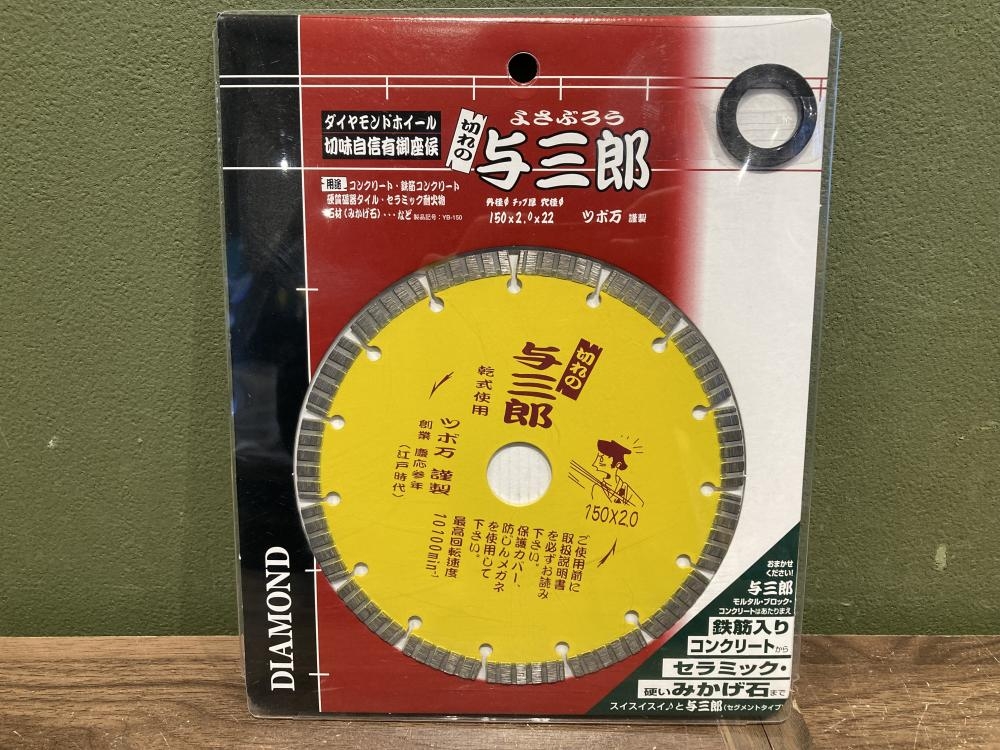 ダイヤモンドホイール
切味自信有御座候
よさぶろう
切れの
与三郎
用途 コンクリート・鉄筋コンクリート
硬質磁器タイル・セラミック耐火物
石材(みかげ石)・・・など 製品記号:YB-150
外径φ チップ厚 穴径φ
150×2.0×22 ツボ万 謹製
切れの
与三郎
乾式使用
ツボ万 謹製
創業 慶応参年
(江戸時代)
150×2.0
ご使用前に
取扱説明書
を必ずお読み
下さい。
保護カバー、
防じんメガネ
を使用して
下さい。
最高回転速度
10100min⁻¹
DIAMOND
おまかせ
ください!
与三郎
モルタル・ブロック・
コンクリートはあたりまえ
鉄筋入り
コンクリートから
セラミック・
硬いみかげ石まで
スイスイスイ♪と与三郎(セグメントタイプ)